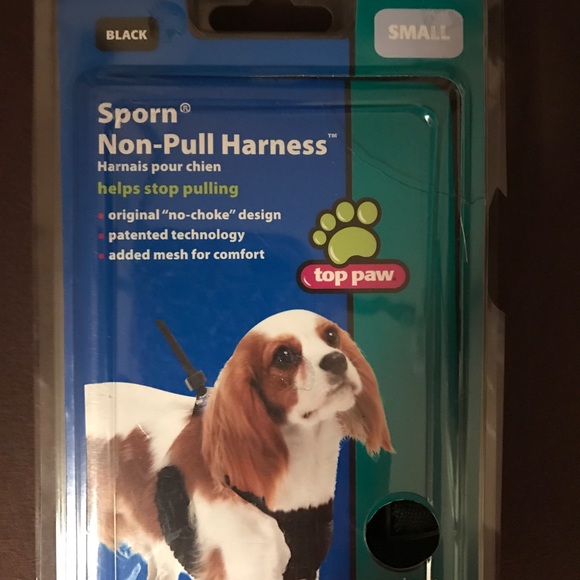 BLACK
SMALL
Sporn®
Non-Pull Harness™
Harnais pour chien
helps stop pulling
original “no-choke” design
patented technology
added mesh for comfort
top paw